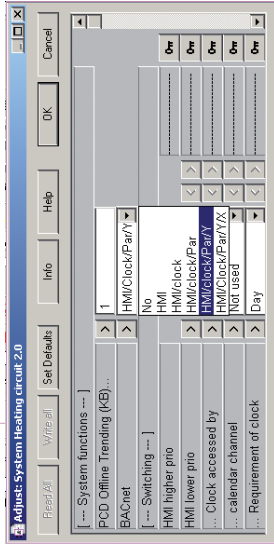 Adjust: System Heating circuit 2.0
Read All Write all Set Defaults Info Help OK Cancel
[ --- System functions --- ]
PCD Offline Trending (KB)... > 1
BACnet > HMI/Clock/Par/Y
[ --- Switching --- ]
No
HMI
HMI/clock
HMI/clock/Par
HMI/clock/Par/Y
HMI/clock/Par/Y/X
HMI higher prio
HMI lower prio
... Clock accessed by
... calendar channel > Not used
... Requirement of clock > Day